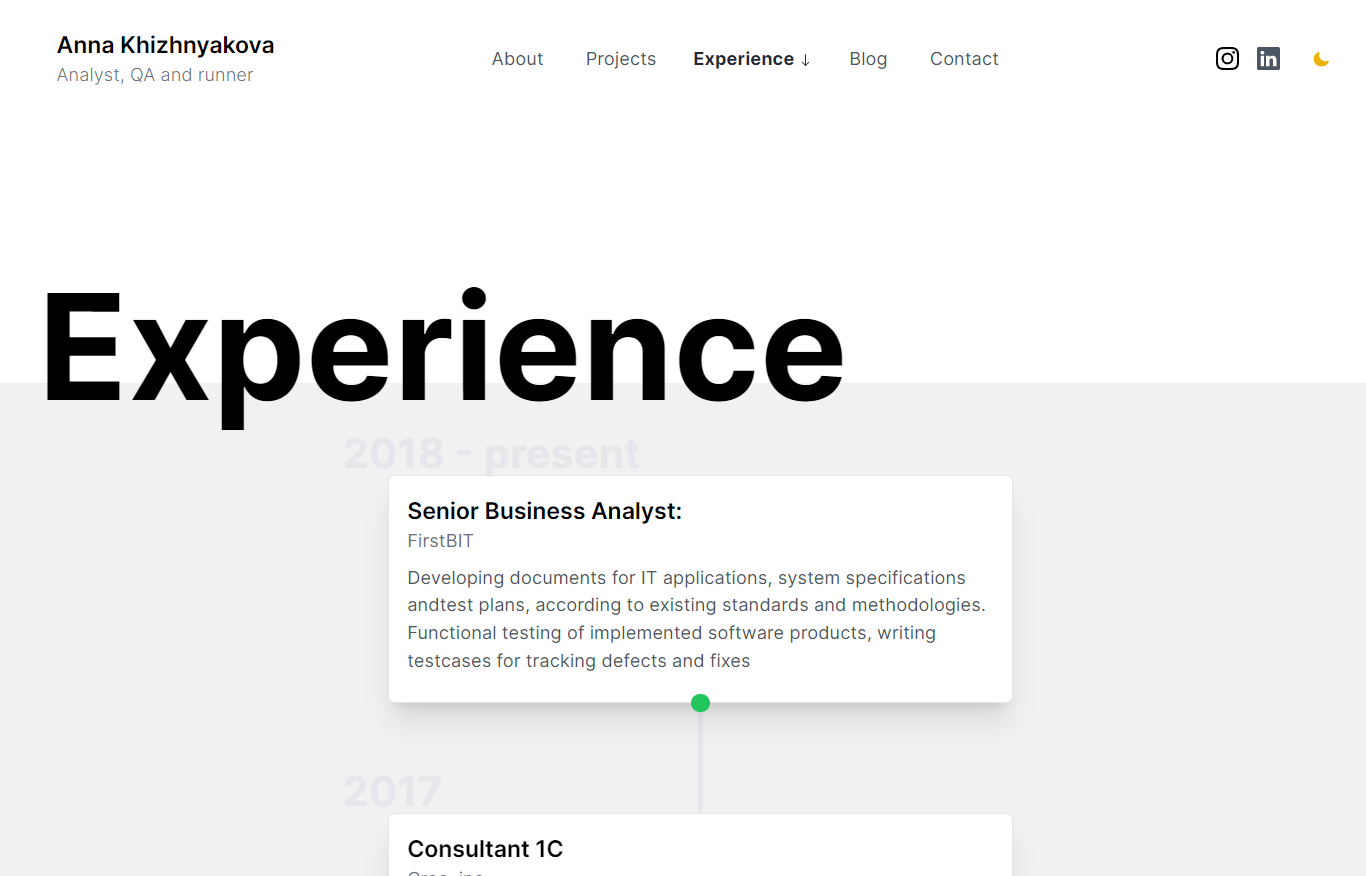 Anna Khizhnyakova
Analyst, QA and runner
About Projects Experience ↓ Blog Contact
Experience
2018 - present
Senior Business Analyst:
FirstBIT
Developing documents for IT applications, system specifications
andtest plans, according to existing standards and methodologies.
Functional testing of implemented software products, writing
testcases for tracking defects and fixes
2017
Consultant 1C